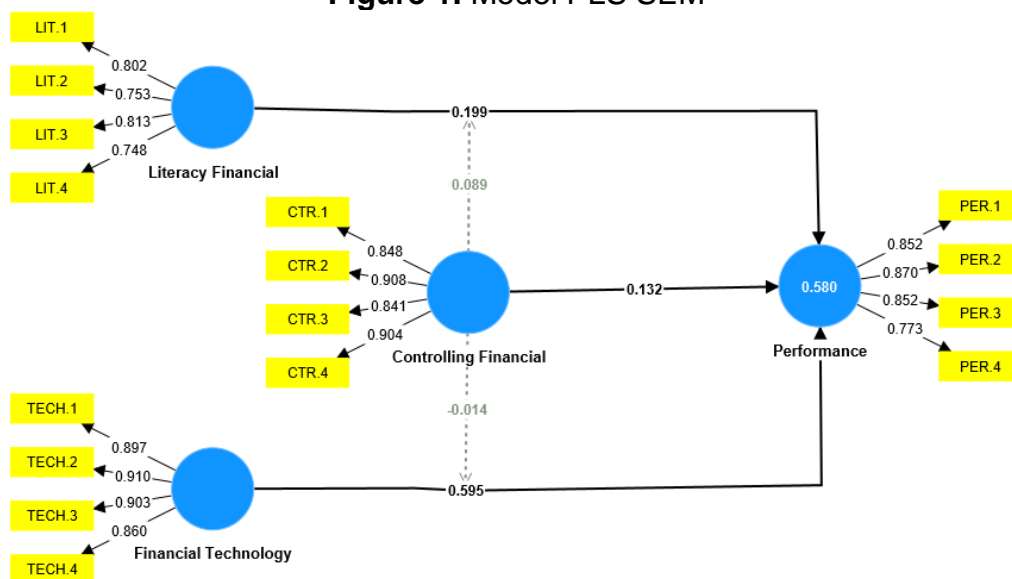 Figure 1. Model PLS SEM
LIT.1
0.802
LIT.2
0.753
LIT.3
0.813
0.748
LIT.4
Literacy Financial
0.199
0.089
CTR.1
0.848
CTR.2
0.908
CTR.3
0.841
0.904
CTR.4
Controlling Financial
0.132
-0.014
PER.1
0.852
PER.2
0.870
0.580
PER.3
0.852
0.773
PER.4
Performance
TECH.1
0.897
TECH.2
0.910
TECH.3
0.903
0.860
TECH.4
Financial Technology
0.595